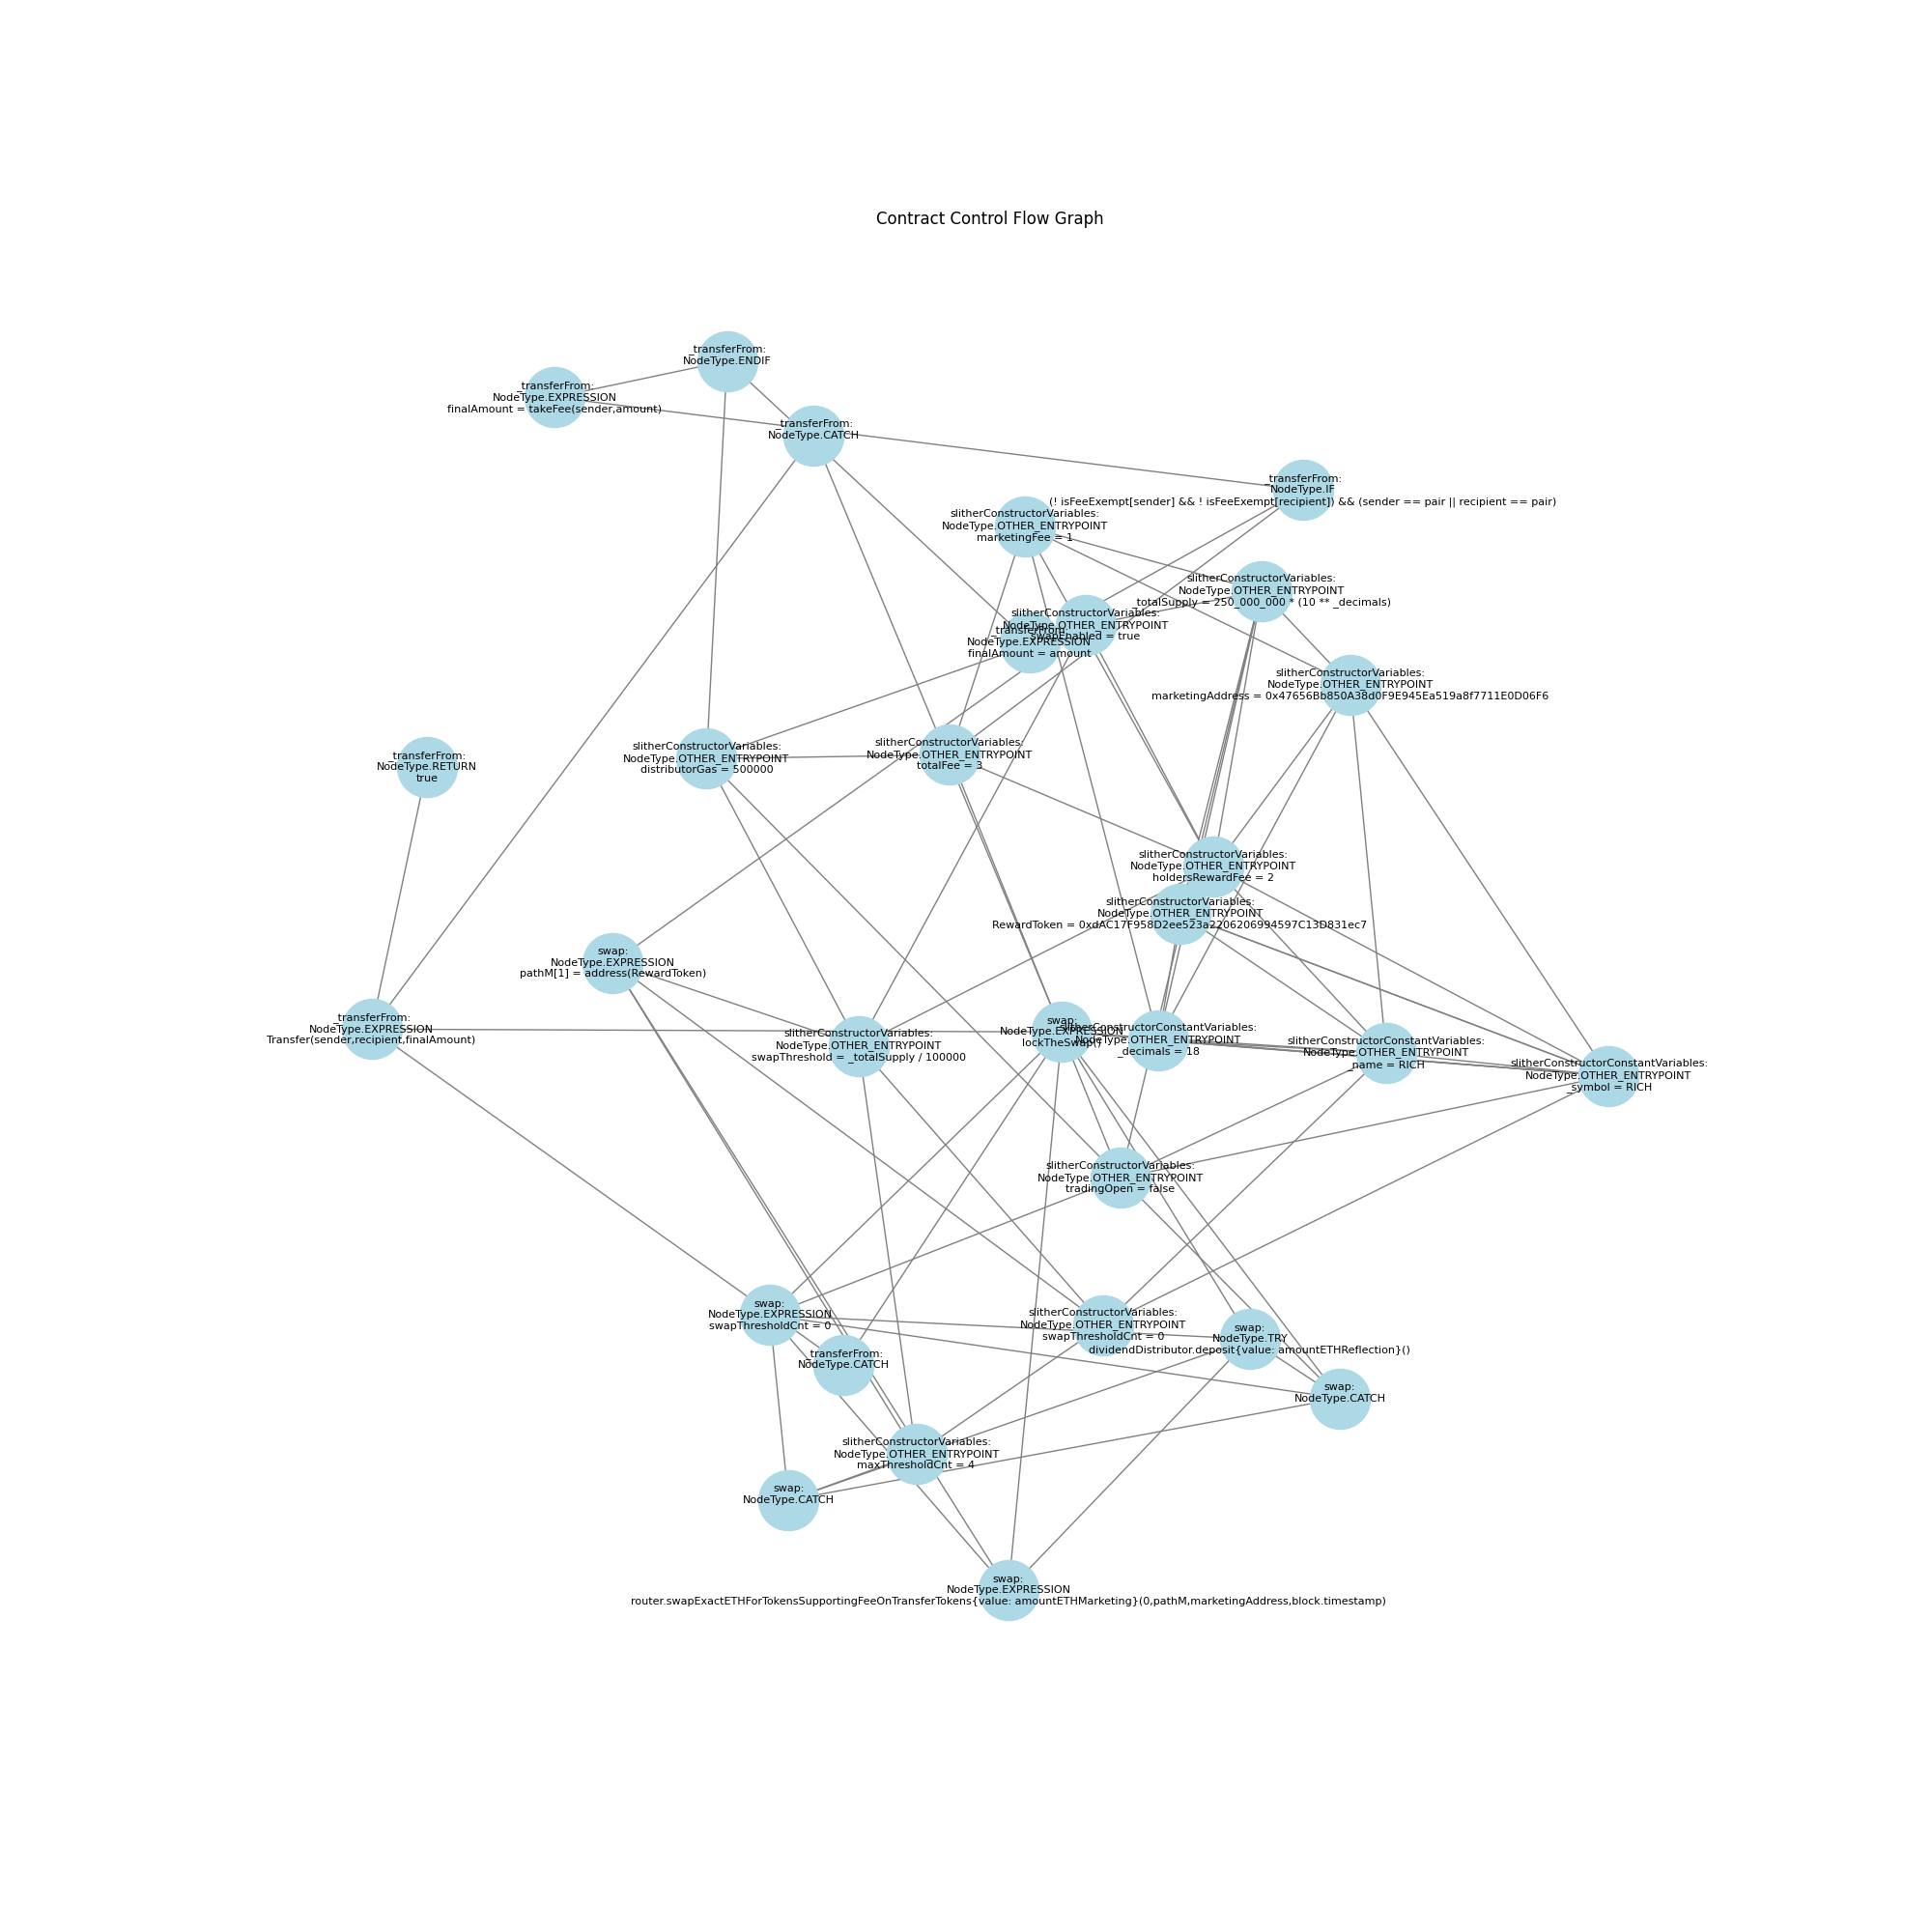 Contract Control Flow Graph
_transferFrom:
NodeType.ENDIF
_transferFrom:
NodeType.EXPRESSION
finalAmount = takeFee(sender,amount)
_transferFrom:
NodeType.CATCH
_transferFrom:
NodeType.IF
(! isFeeExempt[sender] && ! isFeeExempt[recipient]) && (sender == pair || recipient == pair)
slitherConstructorVariables:
NodeType.OTHER_ENTRYPOINT
marketingFee = 1
slitherConstructorVariables:
NodeType.OTHER_ENTRYPOINT
_totalSupply = 250_000_000 * (10 ** _decimals)
slitherConstructorVariables:
NodeType.OTHER_ENTRYPOINT
swapEnabled = true
_transferFrom:
NodeType.EXPRESSION
finalAmount = amount
slitherConstructorVariables:
NodeType.OTHER_ENTRYPOINT
marketingAddress = 0x47656Bb850A38d0F9E945Ea519a8f7711E0D06F6
slitherConstructorVariables:
NodeType.OTHER_ENTRYPOINT
distributorGas = 500000
slitherConstructorVariables:
NodeType.OTHER_ENTRYPOINT
totalFee = 3
_transferFrom:
NodeType.RETURN
true
slitherConstructorVariables:
NodeType.OTHER_ENTRYPOINT
holdersRewardFee = 2
slitherConstructorVariables:
NodeType.OTHER_ENTRYPOINT
RewardToken = 0xdAC17F958D2ee523a2206206994597C13D831ec7
swap:
NodeType.EXPRESSION
pathM[1] = address(RewardToken)
_transferFrom:
NodeType.EXPRESSION
Transfer(sender,recipient,finalAmount)
slitherConstructorVariables:
NodeType.OTHER_ENTRYPOINT
swapThreshold = _totalSupply / 100000
swap:
NodeType.EXPRESSION
lockTheSwap()
slitherConstructorConstantVariables:
NodeType.OTHER_ENTRYPOINT
_decimals = 18
slitherConstructorConstantVariables:
NodeType.OTHER_ENTRYPOINT
_name = RICH
slitherConstructorConstantVariables:
NodeType.OTHER_ENTRYPOINT
_symbol = RICH
slitherConstructorVariables:
NodeType.OTHER_ENTRYPOINT
tradingOpen = false
swap:
NodeType.EXPRESSION
swapThresholdCnt = 0
slitherConstructorVariables:
NodeType.OTHER_ENTRYPOINT
swapThresholdCnt = 0
swap:
NodeType.TRY
dividendDistributor.deposit{value: amountETHReflection}()
_transferFrom:
NodeType.CATCH
swap:
NodeType.CATCH
slitherConstructorVariables:
NodeType.OTHER_ENTRYPOINT
maxThresholdCnt = 4
swap:
NodeType.CATCH
swap:
NodeType.EXPRESSION
router.swapExactETHForTokensSupportingFeeOnTransferTokens{value: amountETHMarketing}(0,pathM,marketingAddress,block.timestamp)